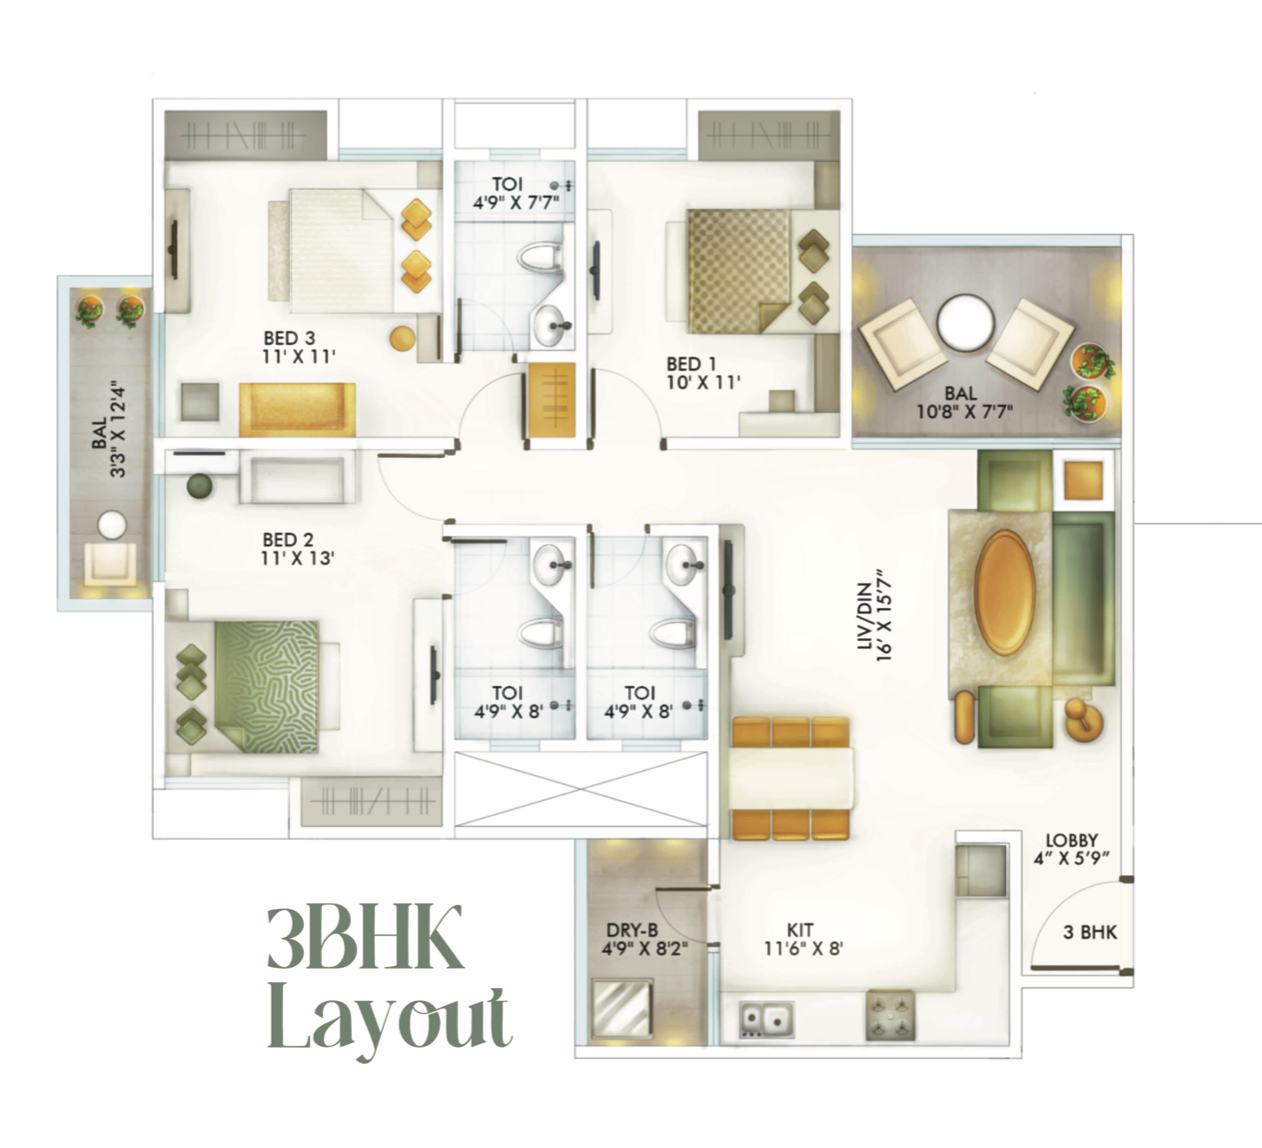 TOI
4'9" X 7'7"
BED 3
11' X 11'
BED 1
10' X 11'
BAL
10'8" X 7'7"
BAL
3'3" X 12'4"
BED 2
11' X 13'
LIV/DIN
16' X 15'7"
TOI
4'9" X 8'
TOI
4'9" X 8'
LOBBY
4" X 5'9"
3 BHK
DRY-B
4'9" X 8'2"
KIT
11'6" X 8'
3BHK
Layout